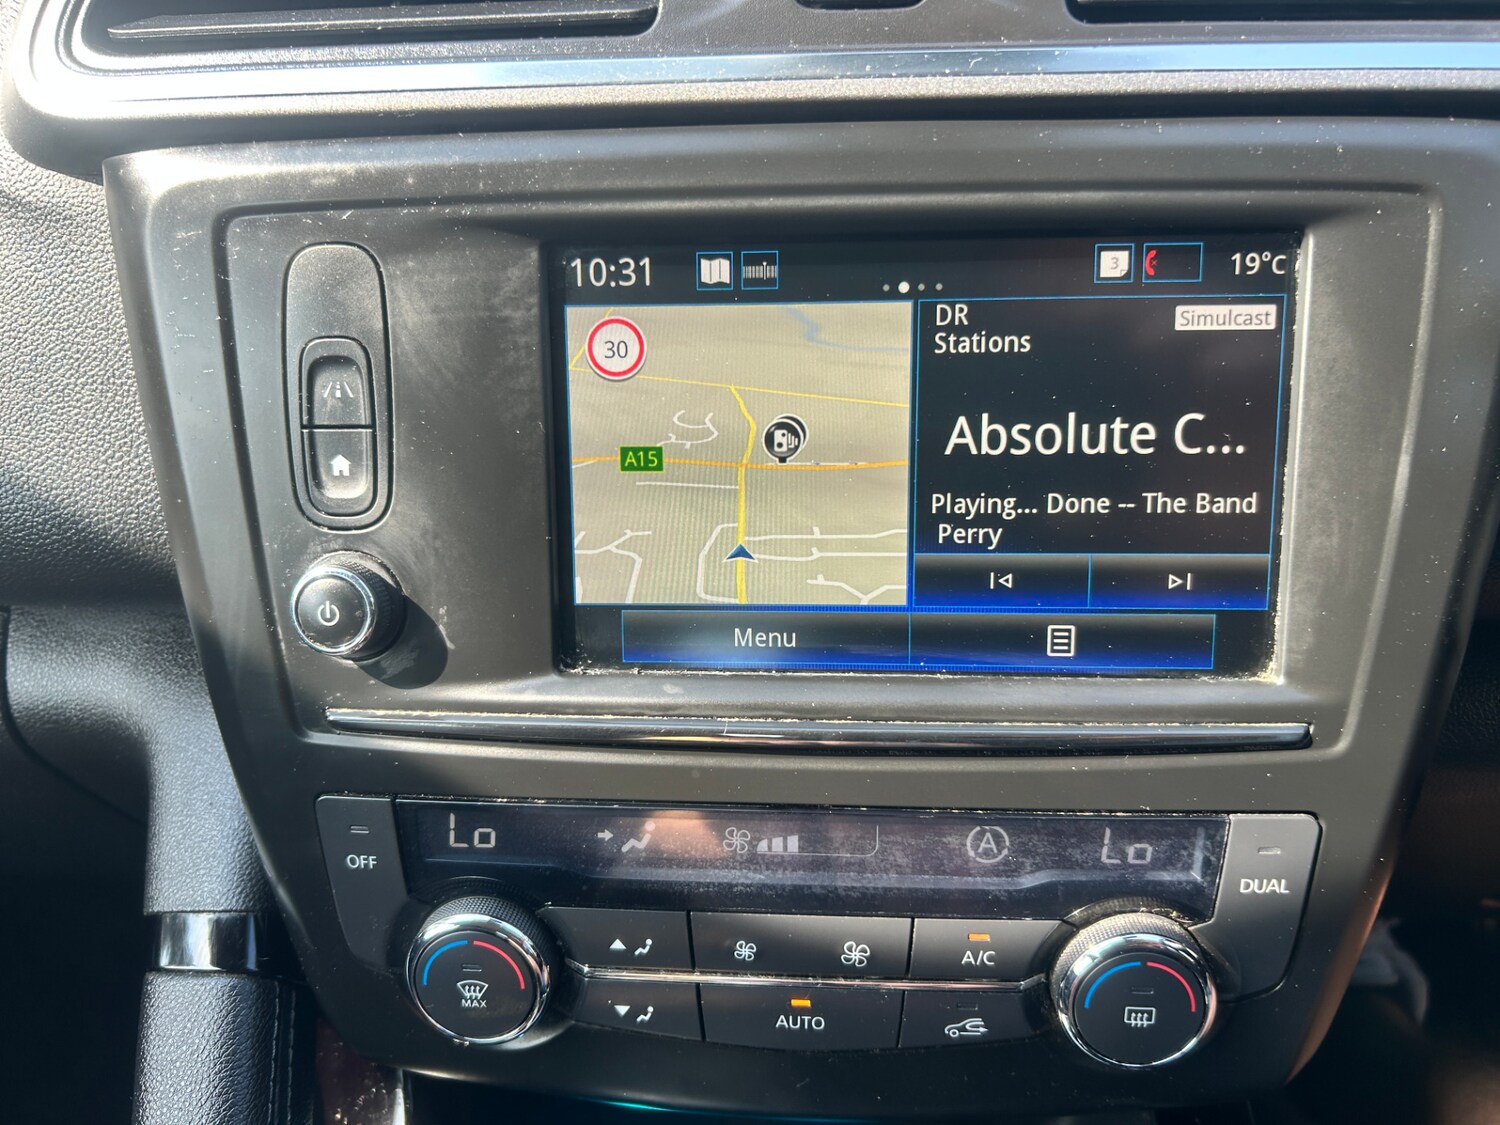 10:31
3
19°C
30
A15
DR
Stations
Simulcast
Absolute C...
Playing... Done -- The Band
Perry
Menu
OFF
Lo
A
Lo
DUAL
MAX
A/C
AUTO